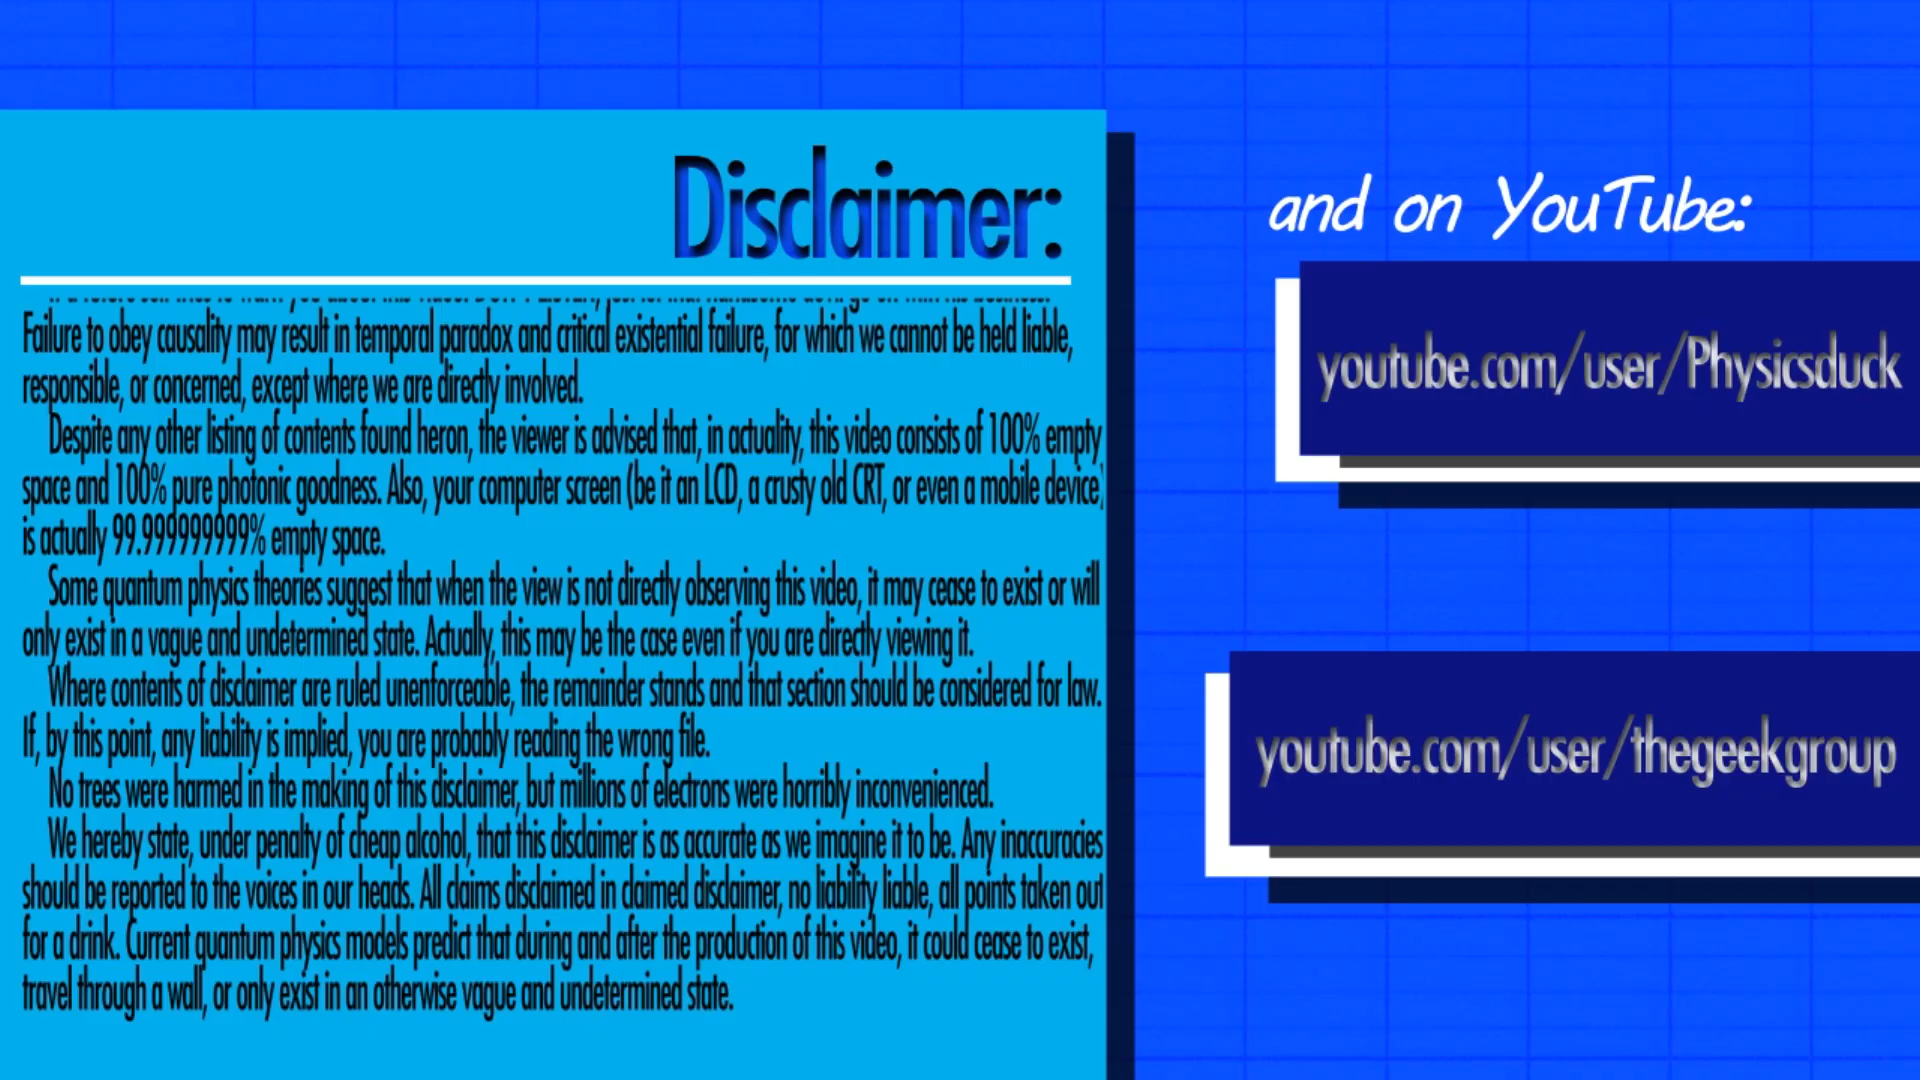 Disclaimer:
Failure to obey causality may result in temporal paradox and critical existential failure, for which we cannot be held liable,
responsible, or concerned, except where we are directly involved.
Despite any other listing of contents found heron, the viewer is advised that, in actuality, this video consists of 100% empty
space and 100% pure photonic goodness. Also, your computer screen (be it an LCD, a crusty old CRT, or even a mobile device)
is actually 99.999999999% empty space.
Some quantum physics theories suggest that when the view is not directly observing this video, it may cease to exist or will
only exist in a vague and undetermined state. Actually, this may be the case even if you are directly viewing it.
Where contents of disclaimer are ruled unenforceable, the remainder stands and that section should be considered for law.
If, by this point, any liability is implied, you are probably reading the wrong file.
No trees were harmed in the making of this disclaimer, but millions of electrons were horribly inconvenienced.
We hereby state, under penalty of cheap alcohol, that this disclaimer is as accurate as we imagine it to be. Any inaccuracies
should be reported to the voices in our heads. All claims disclaimed in claimed disclaimer, no liability liable, all points taken out
for a drink. Current quantum physics models predict that during and after the production of this video, it could cease to exist,
travel through a wall, or only exist in an otherwise vague and undetermined state.
and on YouTube:
youtube.com/user/Physicsduck
youtube.com/user/thegeekgroup